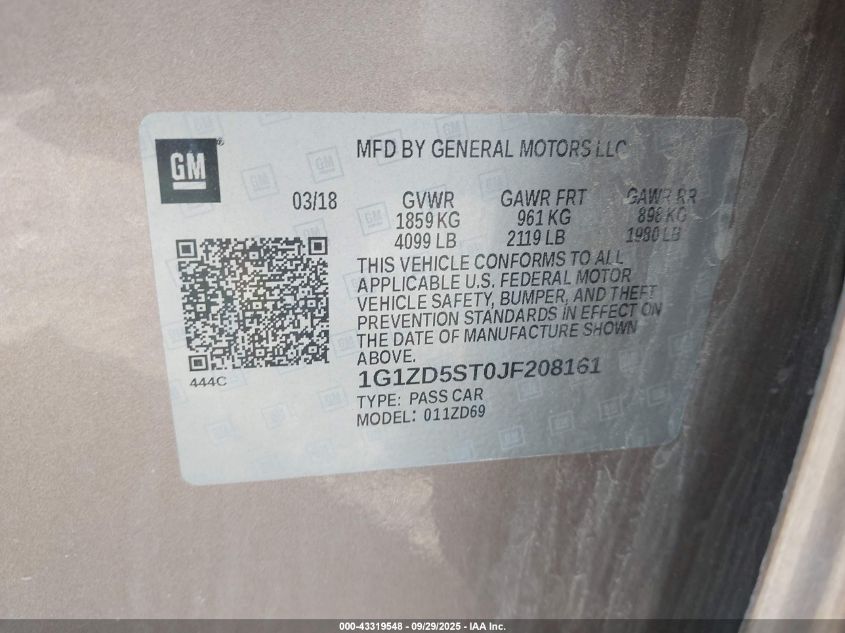 GM
®
MFD BY GENERAL MOTORS LLC
03/18 GVWR GAWR FRT GAWR RR
1859 KG 961 KG 898 KG
4099 LB 2119 LB 1980 LB
THIS VEHICLE CONFORMS TO ALL
APPLICABLE U.S. FEDERAL MOTOR
VEHICLE SAFETY, BUMPER, AND THEFT
PREVENTION STANDARDS IN EFFECT ON
THE DATE OF MANUFACTURE SHOWN
ABOVE.
444C
1G1ZD5ST0JF208161
TYPE: PASS CAR
MODEL: 011ZD69
000-43319548 - 09/29/2025 - IAA Inc.